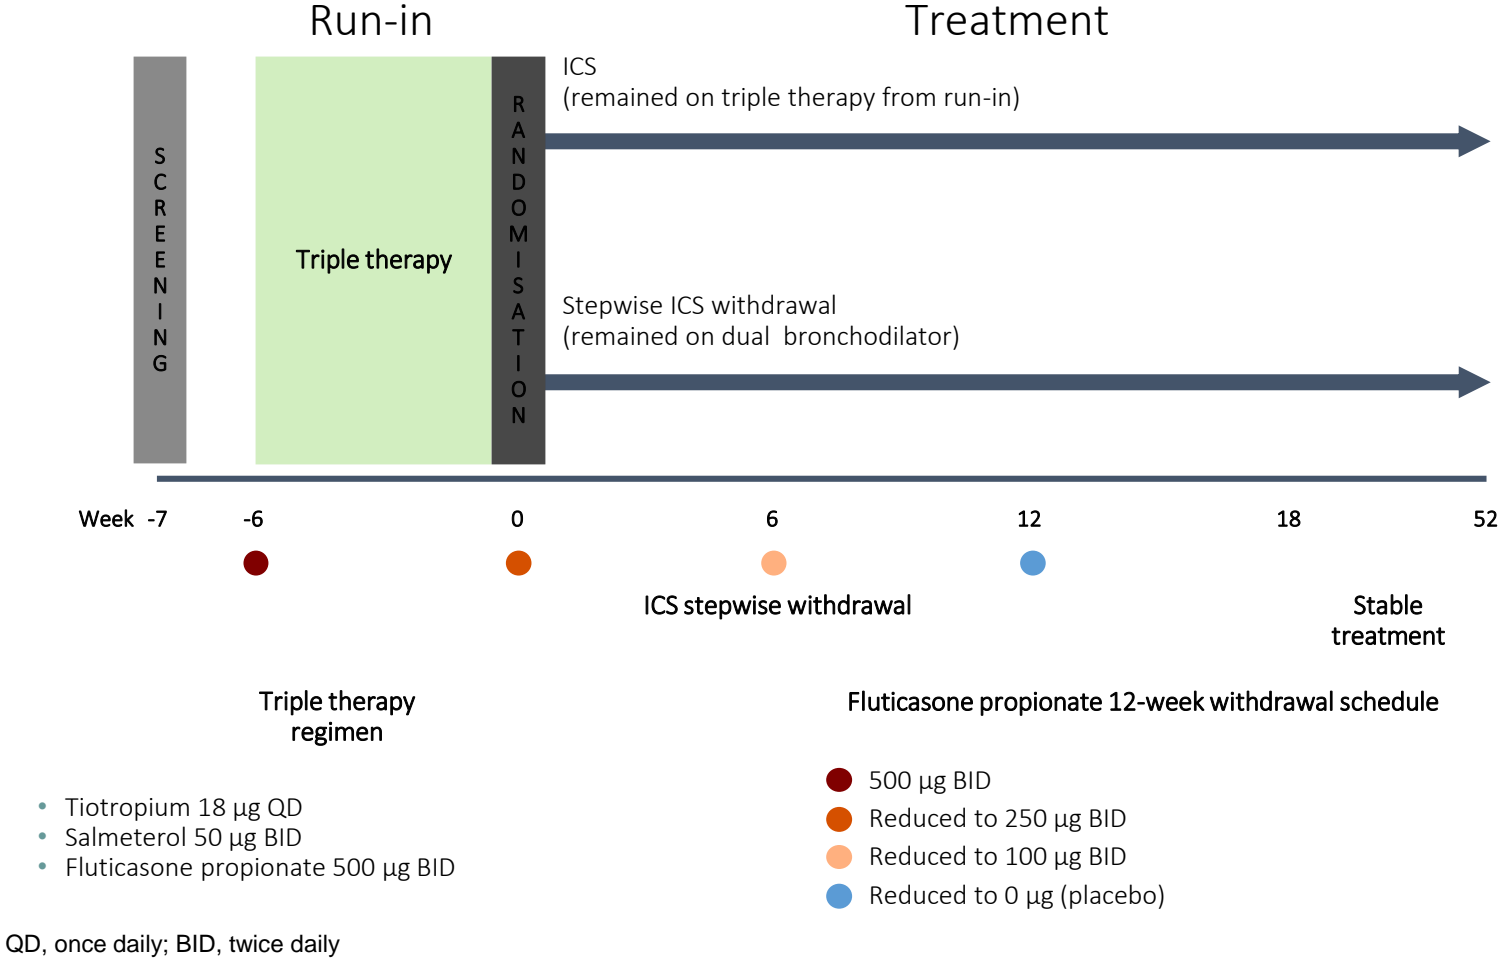 Run-in
Treatment
SCREENING
Triple therapy
RANDOMISATION
ICS
(remained on triple therapy from run-in)
Stepwise ICS withdrawal
(remained on dual bronchodilator)
Week -7 -6 0 6 12 18 52
ICS stepwise withdrawal
Stable
treatment
Triple therapy
regimen
• Tiotropium 18 µg QD
• Salmeterol 50 µg BID
• Fluticasone propionate 500 µg BID
Fluticasone propionate 12-week withdrawal schedule
500 µg BID
Reduced to 250 µg BID
Reduced to 100 µg BID
Reduced to 0 µg (placebo)
QD, once daily; BID, twice daily